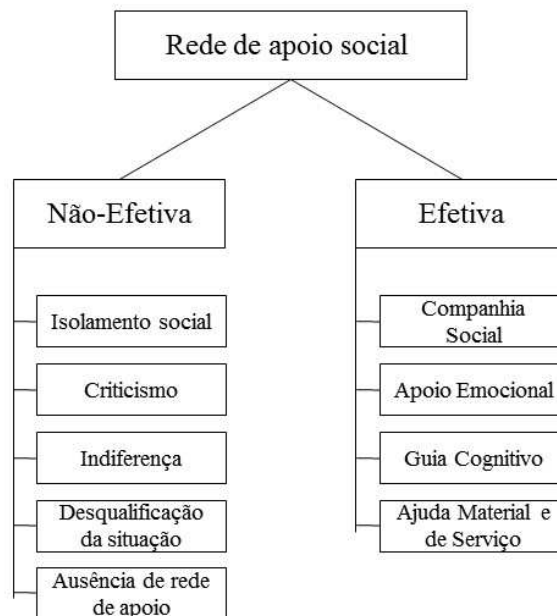 Rede de apoio social
Não-Efetiva
Isolamento social
Criticismo
Indiferença
Desqualificação
da situação
Ausência de rede
de apoio
Efetiva
Companhia
Social
Apoio Emocional
Guia Cognitivo
Ajuda Material e
de Serviço